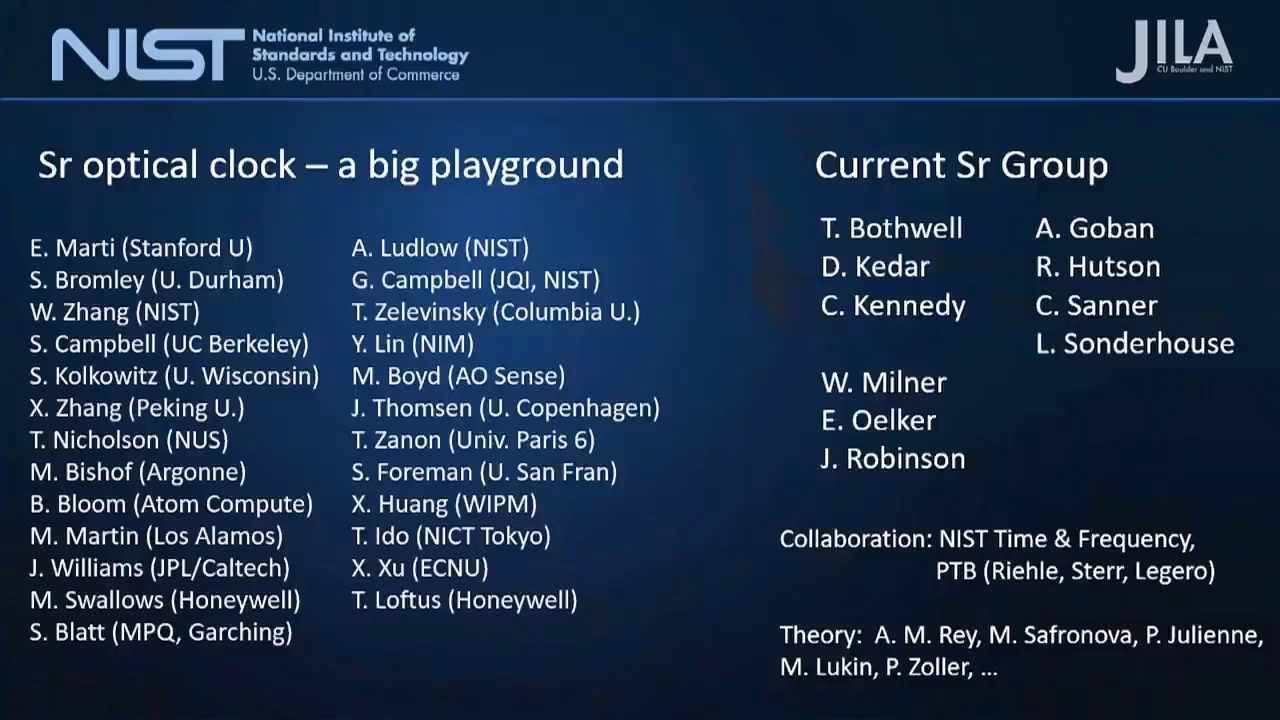 NIST
National Institute of
Standards and Technology
U.S. Department of Commerce
JILA
CU Boulder and NIST
Sr optical clock – a big playground
E. Marti (Stanford U)
S. Bromley (U. Durham)
W. Zhang (NIST)
S. Campbell (UC Berkeley)
S. Kolkowitz (U. Wisconsin)
X. Zhang (Peking U.)
T. Nicholson (NUS)
M. Bishof (Argonne)
B. Bloom (Atom Compute)
M. Martin (Los Alamos)
J. Williams (JPL/Caltech)
M. Swallows (Honeywell)
S. Blatt (MPQ, Garching)
A. Ludlow (NIST)
G. Campbell (JQI, NIST)
T. Zelevinsky (Columbia U.)
Y. Lin (NIM)
M. Boyd (AO Sense)
J. Thomsen (U. Copenhagen)
T. Zanon (Univ. Paris 6)
S. Foreman (U. San Fran)
X. Huang (WIPM)
T. Ido (NICT Tokyo)
X. Xu (ECNU)
T. Loftus (Honeywell)
Current Sr Group
T. Bothwell
D. Kedar
C. Kennedy
W. Milner
E. Oelker
J. Robinson
A. Goban
R. Hutson
C. Sanner
L. Sonderhouse
Collaboration: NIST Time & Frequency,
PTB (Riehle, Sterr, Legero)
Theory: A. M. Rey, M. Safronova, P. Julienne,
M. Lukin, P. Zoller, ...